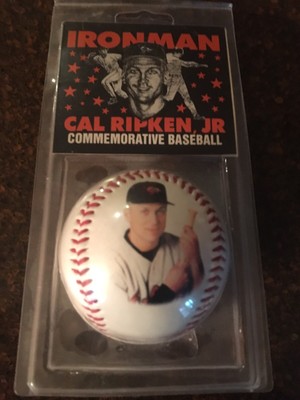 IRONMAN
CAL RIPKEN, JR
COMMEMORATIVE BASEBALL